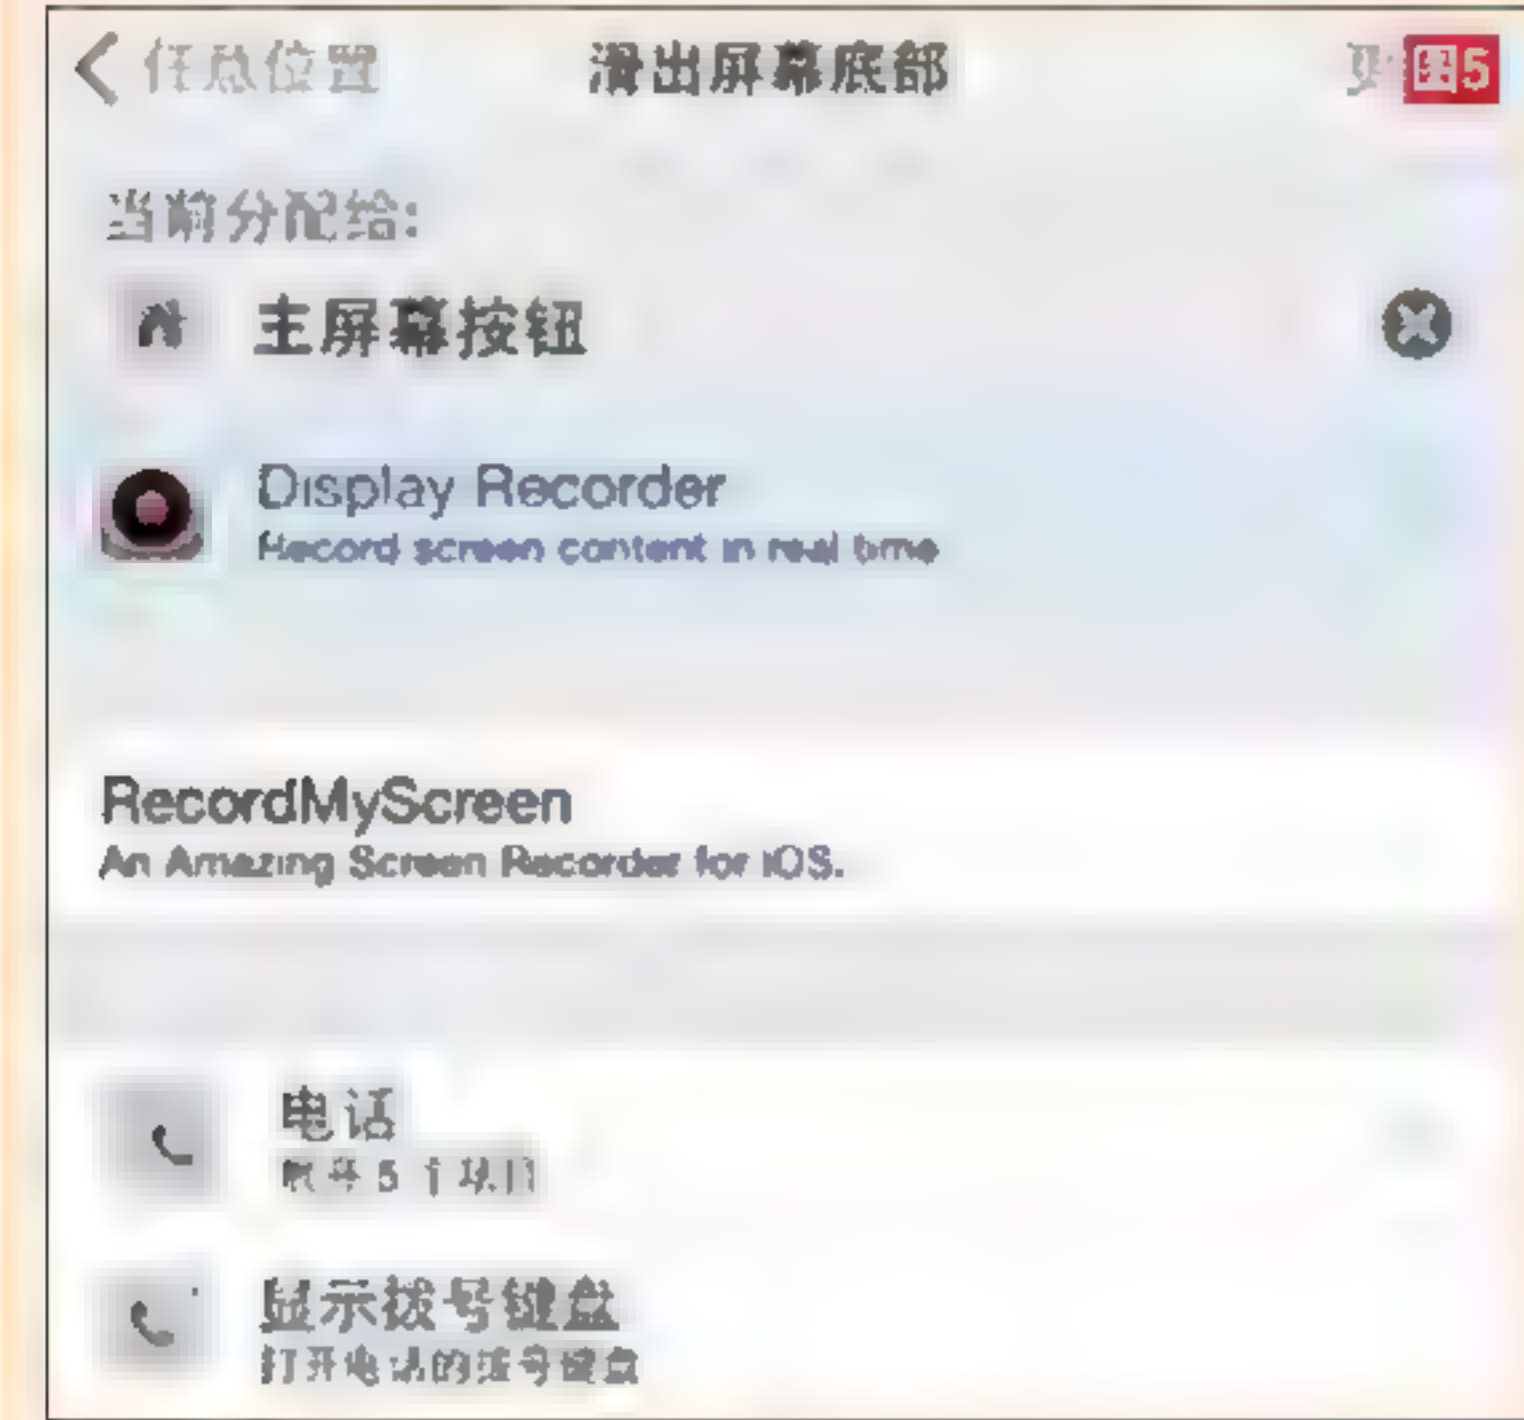 任意位置 滑出屏幕底部 图5
当前分配给:
主屏幕按钮
Display Recorder
Record screen content in real time
RecordMyScreen
An Amazing Screen Recorder for iOS.
电话
5
显示拨号键盘
打开电话的拨号键盘